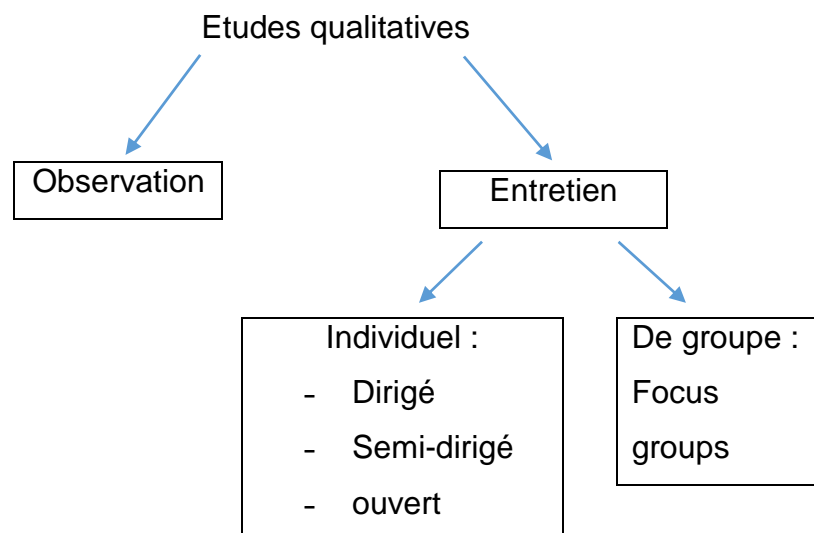 Etudes qualitatives
Observation
Entretien
Individuel :
- Dirigé
- Semi-dirigé
- ouvert
De groupe :
Focus
groups